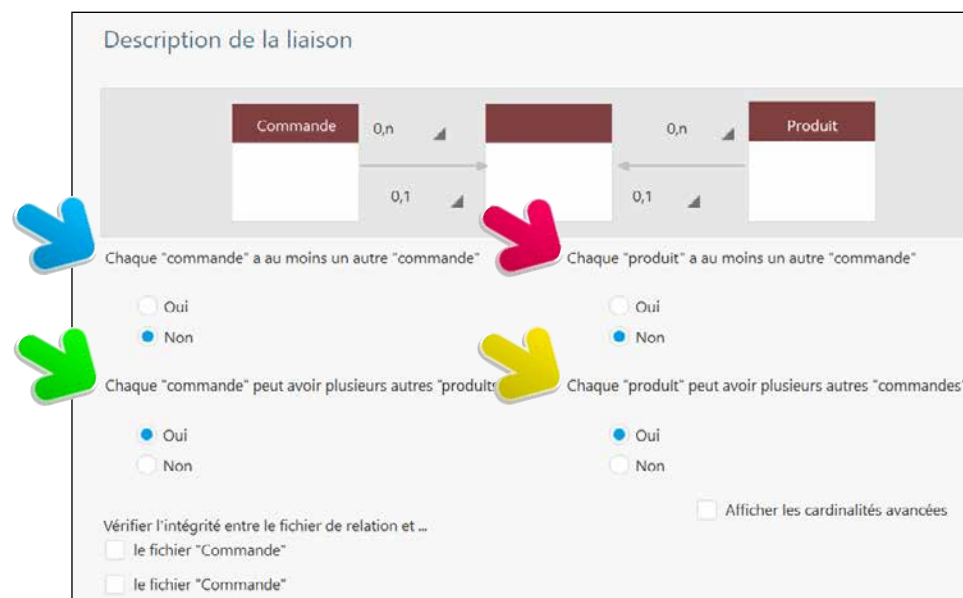 Description de la liaison
Commande 0,n 0,n Produit
0,1 0,1
Chaque "commande" a au moins un autre "commande" Chaque "produit" a au moins un autre "commande"
Oui Oui
Non Non
Chaque "commande" peut avoir plusieurs autres "produits Chaque "produit" peut avoir plusieurs autres "commandes"
Oui Oui
Non Non
Afficher les cardinalités avancées
Vérifier l'intégrité entre le fichier de relation et ...
le fichier "Commande"
le fichier "Commande"